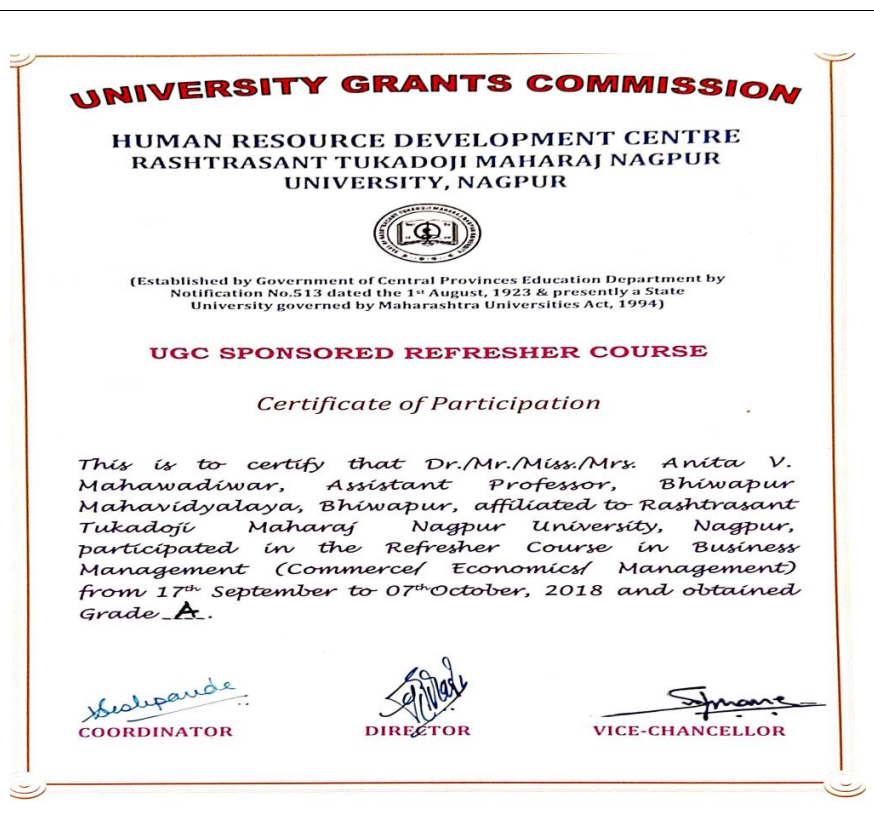 UNIVERSITY GRANTS COMMISSION
HUMAN RESOURCE DEVELOPMENT CENTRE
RASHTRASANT TUKADOJI MAHARAJ NAGPUR
UNIVERSITY, NAGPUR
(Established by Government of Central Provinces Education Department by
Notification No.513 dated the 1st August, 1923 & presently a State
University governed by Maharashtra Universities Act, 1994)
UGC SPONSORED REFRESHER COURSE
Certificate of Participation
This is to certify that Dr./Mr./Miss./Mrs. Anita V.
Mahawadiwar, Assistant Professor, Bhiwapur
Mahavidyalaya, Bhiwapur, affiliated to Rashtrasant
Tukadoji Maharaj Nagpur University, Nagpur,
participated in the Refresher Course in Business
Management (Commerce/ Economics/ Management)
from 17th September to 07th October, 2018 and obtained
Grade A.
COORDINATOR DIRECTOR VICE-CHANCELLOR